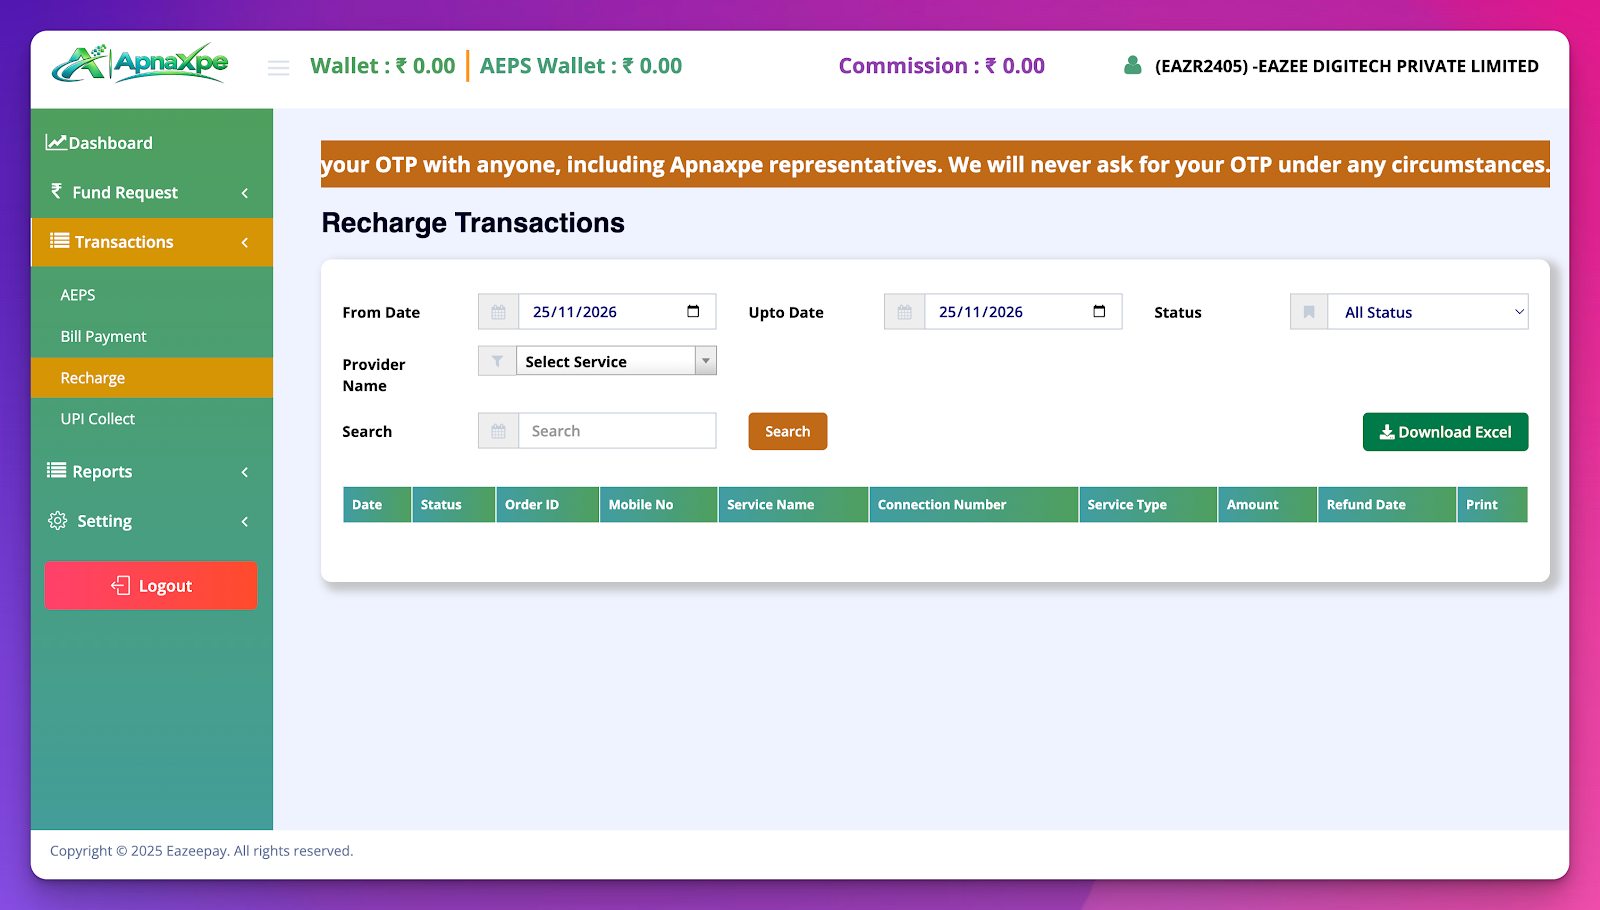 ApnaXpe
Wallet : ₹ 0.00
AEPS Wallet : ₹ 0.00
Commission : ₹ 0.00
(EAZR2405) -EAZEE DIGITECH PRIVATE LIMITED
Dashboard
₹ Fund Request
Transactions
AEPS
Bill Payment
Recharge
UPI Collect
Reports
Setting
Logout
your OTP with anyone, including Apnaxpe representatives. We will never ask for your OTP under any circumstances.
Recharge Transactions
From Date 25/11/2026 Upto Date 25/11/2026 Status All Status
Provider Name Select Service
Search Search Search Download Excel
Date Status Order ID Mobile No Service Name Connection Number Service Type Amount Refund Date Print
Copyright © 2025 Eazeepay. All rights reserved.